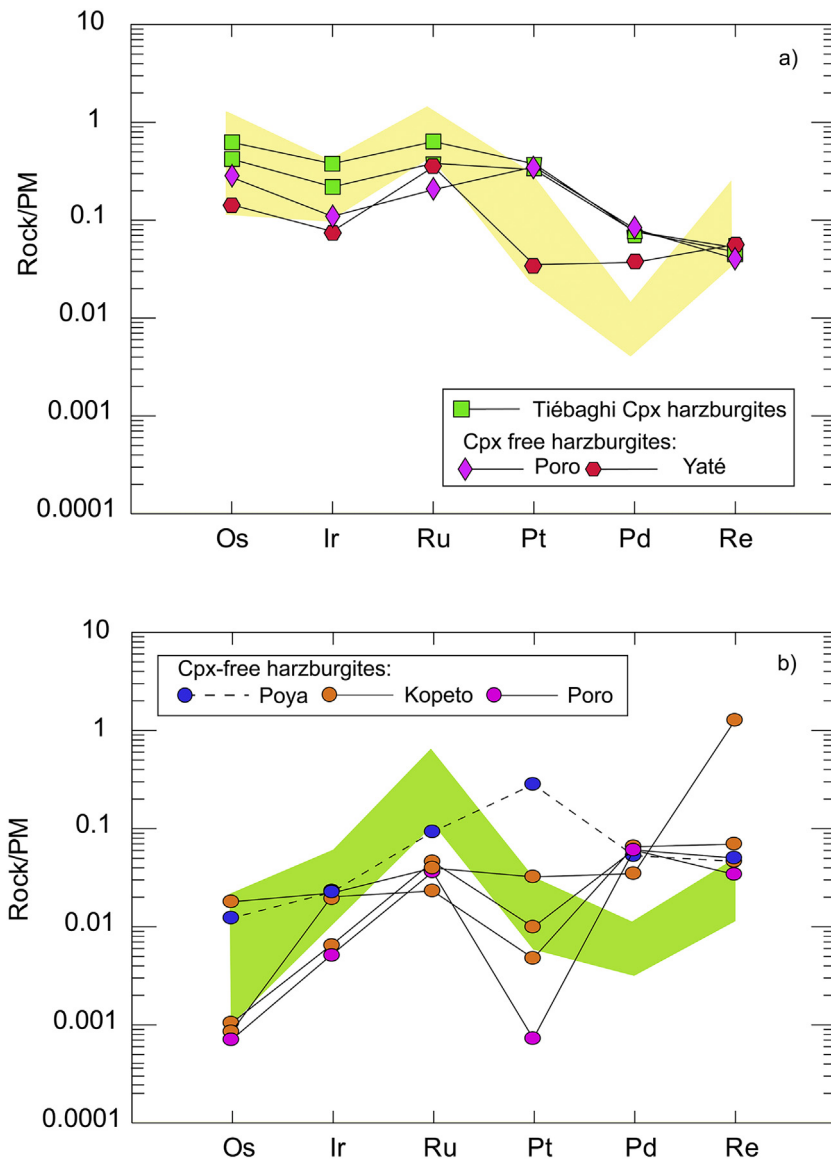 10
a)
1
0.1
Rock/PM
0.01
0.001
0.0001
Tiébaghi Cpx harzburgites
Cpx free harzburgites:
Poro Yaté
Os Ir Ru Pt Pd Re
10
b)
Cpx-free harzburgites:
Poya Kopeto Poro
1
0.1
Rock/PM
0.01
0.001
0.0001
Os Ir Ru Pt Pd Re